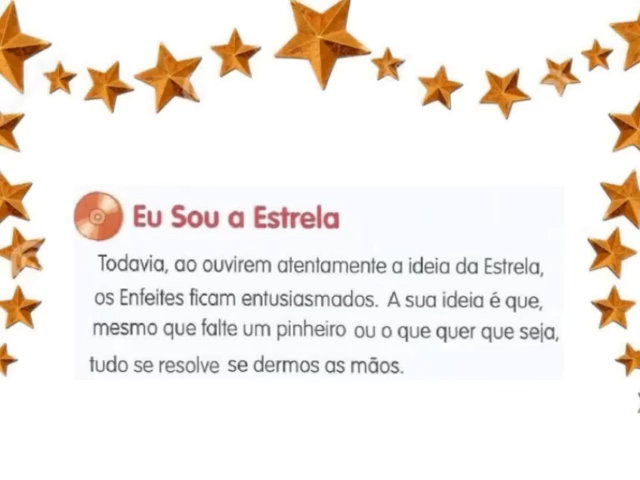 Eu Sou a Estrela
Todavia, ao ouvirem atentamente a ideia da Estrela,
os Enfeites ficam entusiasmados. A sua ideia é que,
mesmo que falte um pinheiro ou o que quer que seja,
tudo se resolve se dermos as mãos.